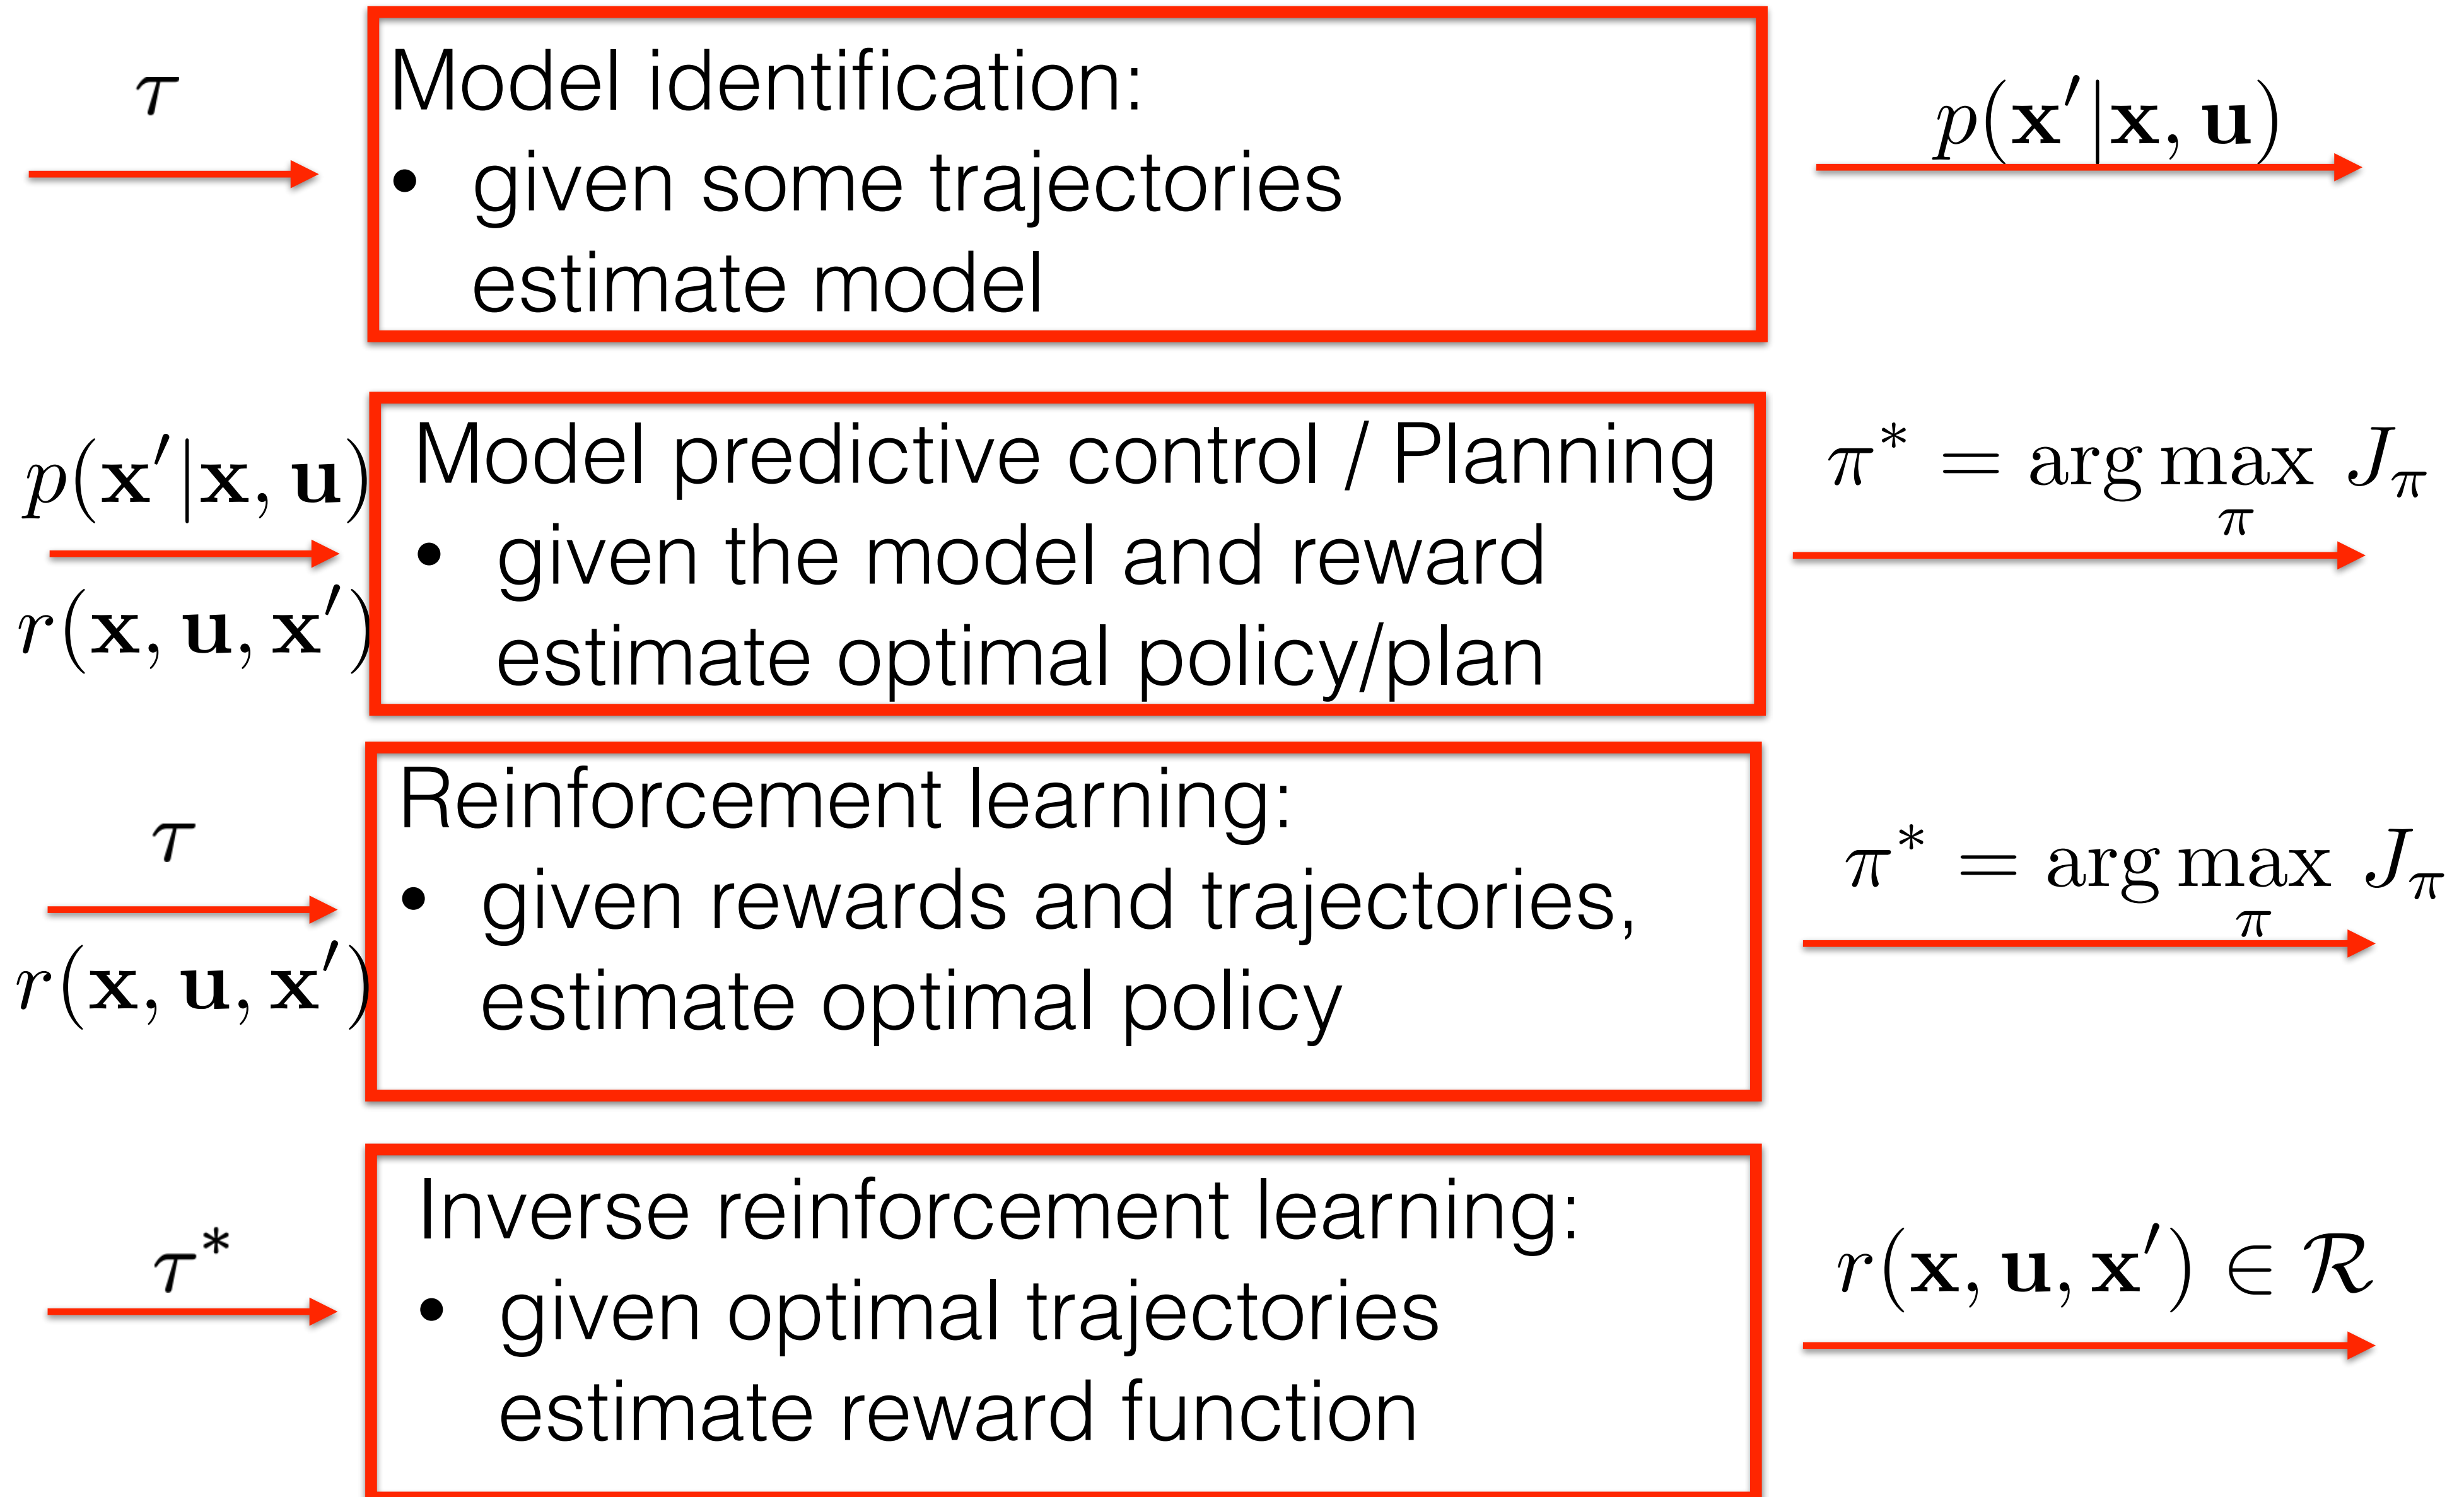 τ
Model identification:
• given some trajectories
estimate model
p(x′|x, u)
p(x′|x, u)
r(x, u, x′)
Model predictive control / Planning
• given the model and reward
estimate optimal policy/plan
π* = arg max J_π
π
τ
r(x, u, x′)
Reinforcement learning:
• given rewards and trajectories,
estimate optimal policy
π* = arg max J_π
π
τ*
Inverse reinforcement learning:
• given optimal trajectories
estimate reward function
r(x, u, x′) ∈ ℛ